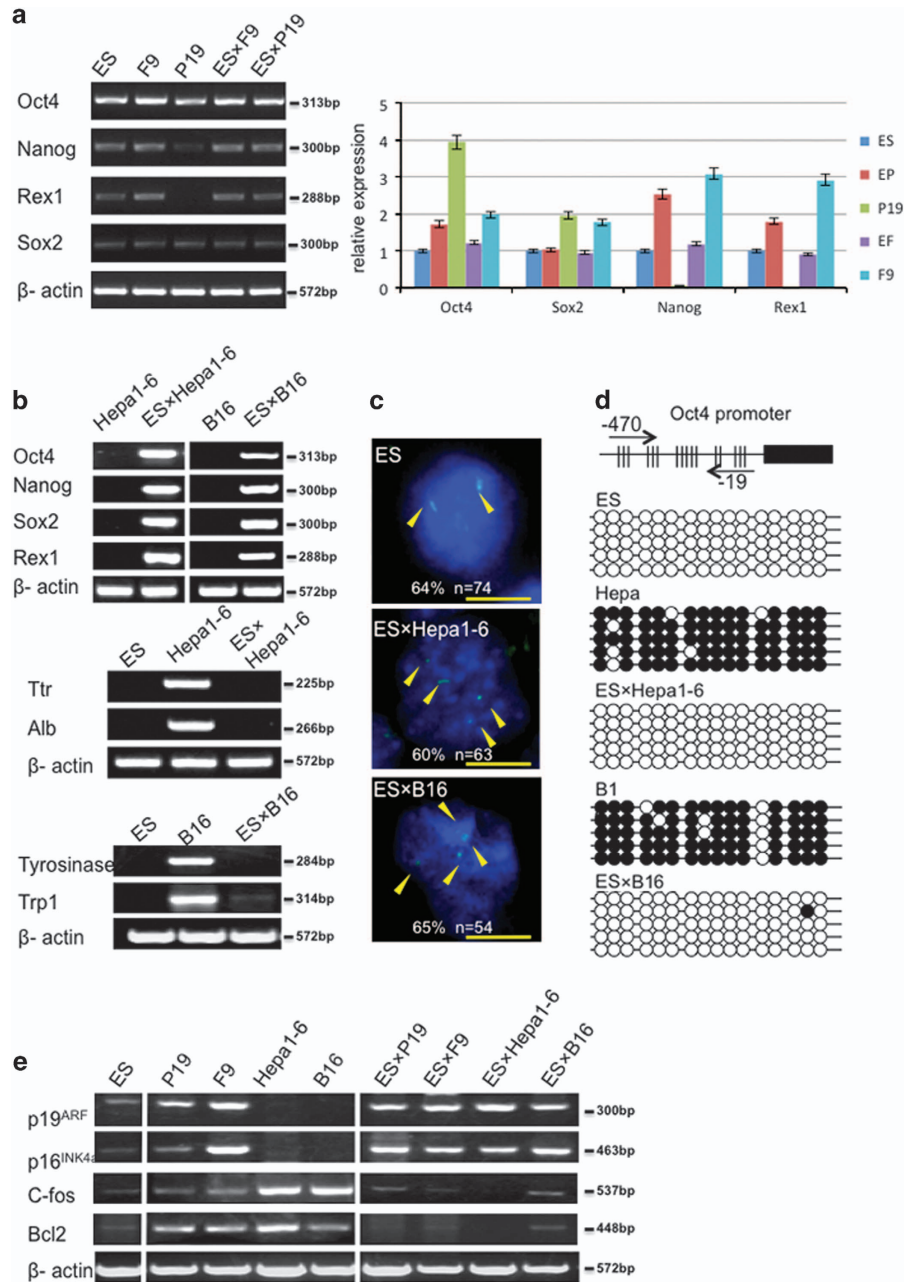 a
ES F9 P19 ES×F9 ES×P19
Oct4 313bp
Nanog 300bp
Rex1 288bp
Sox2 300bp
β- actin 572bp
relative expression
5
4
3
2
1
0
Oct4 Sox2 Nanog Rex1
ES
EP
P19
EF
F9
b
Hepa1-6 ES×Hepa1-6 B16 ES×B16
Oct4 313bp
Nanog 300bp
Sox2 300bp
Rex1 288bp
β- actin 572bp
ES Hepa1-6 ES× Hepa1-6
Ttr 225bp
Alb 266bp
β- actin 572bp
ES B16 ES×B16
Tyrosinase 284bp
Trp1 314bp
β- actin 572bp
c
ES
64% n=74
ES×Hepa1-6
60% n=63
ES×B16
65% n=54
d
Oct4 promoter
-470
-19
ES
Hepa
ES×Hepa1-6
B1
ES×B16
e
ES P19 F9 Hepa1-6 B16 ES×P19 ES×F9 ES×Hepa1-6 ES×B16
p19ARF 300bp
p16INK4a 463bp
C-fos 537bp
Bcl2 448bp
β- actin 572bp